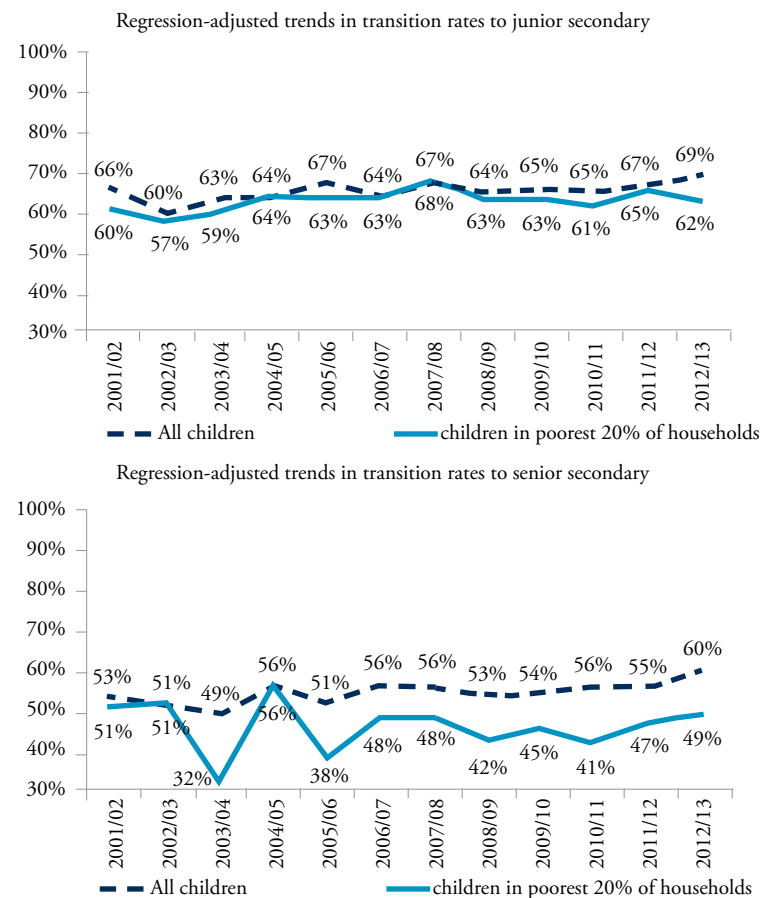 Regression-adjusted trends in transition rates to junior secondary
100%
90%
80%
70%
60%
50%
40%
30%
66% 60% 63% 64% 67% 64% 67% 64% 65% 65% 67% 69%
60% 57% 59% 64% 63% 63% 68% 63% 63% 61% 65% 62%
2001/02 2002/03 2003/04 2004/05 2005/06 2006/07 2007/08 2008/09 2009/10 2010/11 2011/12 2012/13
All children children in poorest 20% of households
Regression-adjusted trends in transition rates to senior secondary
100%
90%
80%
70%
60%
50%
40%
30%
53% 51% 49% 56% 51% 56% 56% 53% 54% 56% 55% 60%
51% 51% 32% 56% 38% 48% 48% 42% 45% 41% 47% 49%
2001/02 2002/03 2003/04 2004/05 2005/06 2006/07 2007/08 2008/09 2009/10 2010/11 2011/12 2012/13
All children children in poorest 20% of households